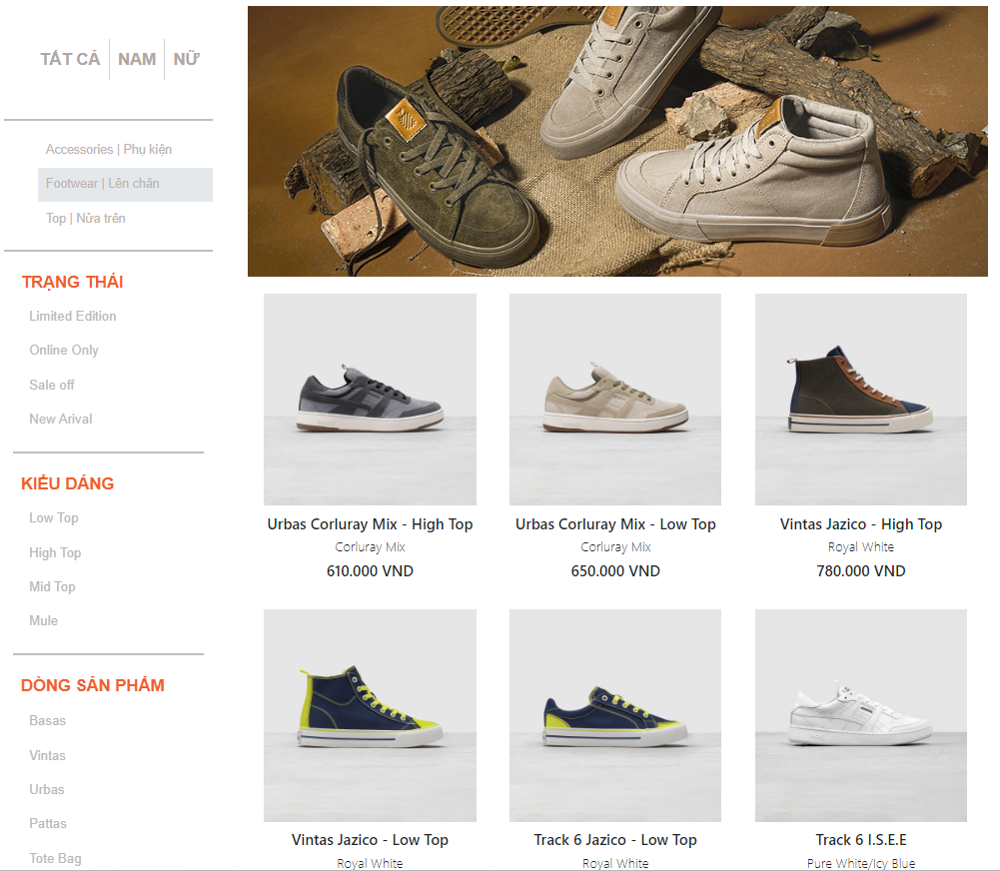 TẤT CẢ
NAM
NỮ
Accessories | Phụ kiện
Footwear | Lên chân
Top | Nửa trên
TRẠNG THÁI
Limited Edition
Online Only
Sale off
New Arival
KIỂU DÁNG
Low Top
High Top
Mid Top
Mule
DÒNG SẢN PHẨM
Basas
Vintas
Urbas
Pattas
Tote Bag
Urbas Corluray Mix - High Top
Corluray Mix
610.000 VND
Urbas Corluray Mix - Low Top
Corluray Mix
650.000 VND
Vintas Jazico - High Top
Royal White
780.000 VND
Vintas Jazico - Low Top
Royal White
Track 6 Jazico - Low Top
Royal White
Track 6 I.S.E.E
Pure White/Icy Blue